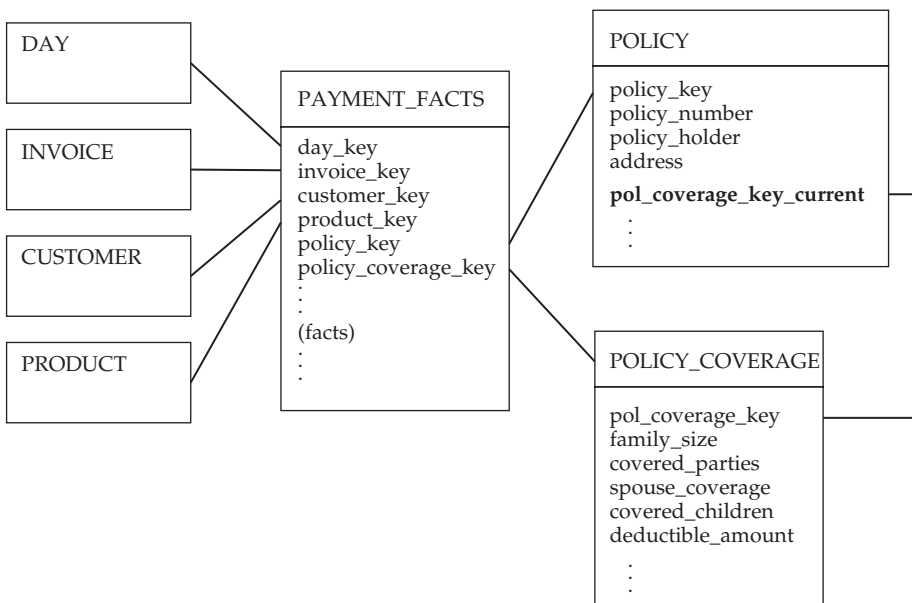 DAY
INVOICE
CUSTOMER
PRODUCT
PAYMENT_FACTS
day_key
invoice_key
customer_key
product_key
policy_key
policy_coverage_key
.
.
(facts)
.
.
.
POLICY
policy_key
policy_number
policy_holder
address
pol_coverage_key_current
.
.
.
POLICY_COVERAGE
pol_coverage_key
family_size
covered_parties
spouse_coverage
covered_children
deductible_amount
.
.
.